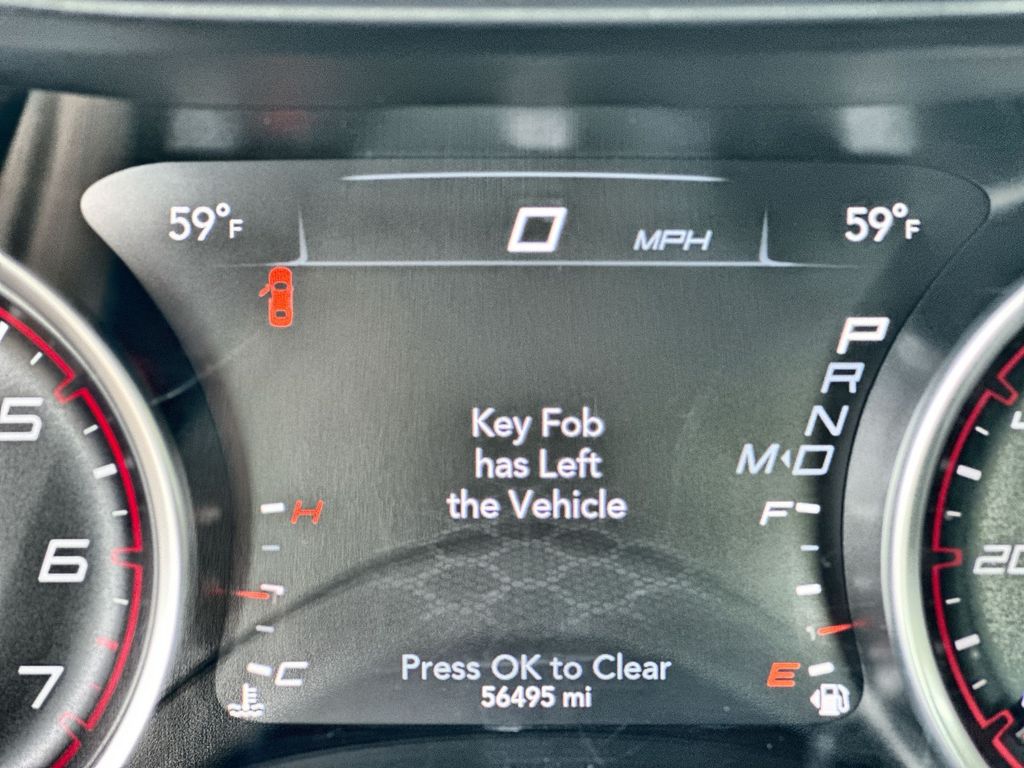 59°F 0 MPH 59°F
P
R
N
M D
5
Key Fob
has Left
the Vehicle
H F
6
20
7
C E
Press OK to Clear
56495 mi